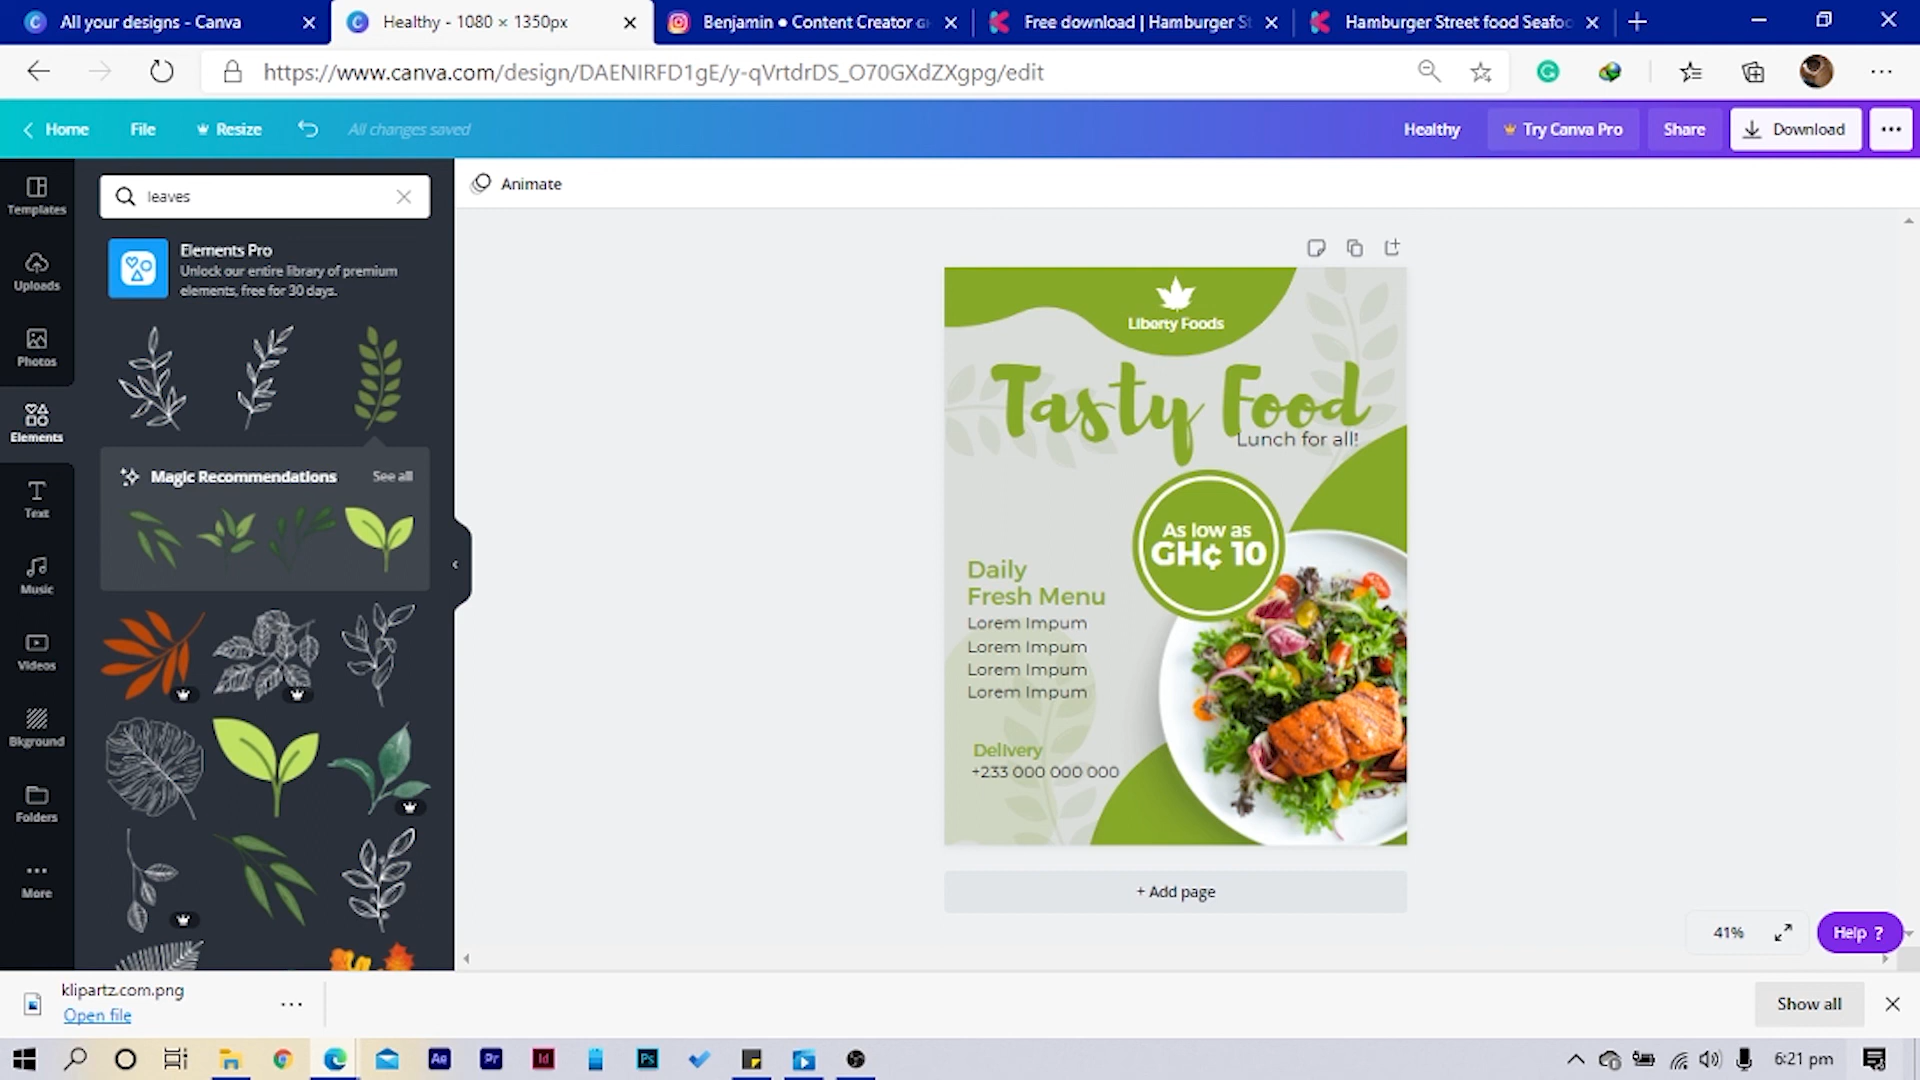 All your designs - Canva
Healthy - 1080 × 1350px
Benjamin ● Content Creator
Free download | Hamburger St
Hamburger Street food Seafoo
https://www.canva.com/design/DAENIRFD1gE/y-qVrtdrDS_O70GXdZXgpg/edit
Home
File
Resize
All changes saved
Healthy
Try Canva Pro
Share
Download
Templates
Uploads
Photos
Elements
Text
Music
Videos
Bkground
Folders
More
leaves
Elements Pro
Unlock our entire library of premium
elements, free for 30 days.
Magic Recommendations
See all
Animate
Liberty Foods
Tasty Food
Lunch for all!
As low as
GH¢ 10
Daily
Fresh Menu
Lorem Impum
Lorem Impum
Lorem Impum
Lorem Impum
Delivery
+233 000 000 000
+ Add page
41%
Help ?
klipartz.com.png
Open file
Show all
Ae
Pr
Id
Ps
6:21 pm